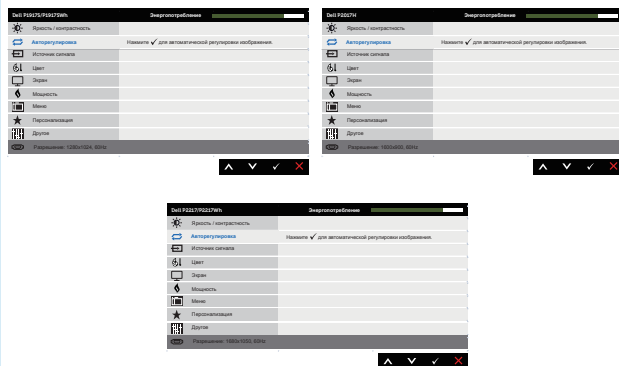 Dell P1917S/P1917SWh Энергопотребление
Яркость / контрастность
Авторегулировка Нажмите ✓ для автоматической регулировки изображения.
Источник сигнала
Цвет
Экран
Мощность
Меню
Персонализация
Другое
Разрешение: 1280x1024, 60Hz
Dell P2017H Энергопотребление
Яркость / контрастность
Авторегулировка Нажмите ✓ для автоматической регулировки изображения.
Источник сигнала
Цвет
Экран
Мощность
Меню
Персонализация
Другое
Разрешение: 1600x900, 60Hz
Dell P2217/P2217Wh Энергопотребление
Яркость / контрастность
Авторегулировка Нажмите ✓ для автоматической регулировки изображения.
Источник сигнала
Цвет
Экран
Мощность
Меню
Персонализация
Другое
Разрешение: 1680x1050, 60Hz